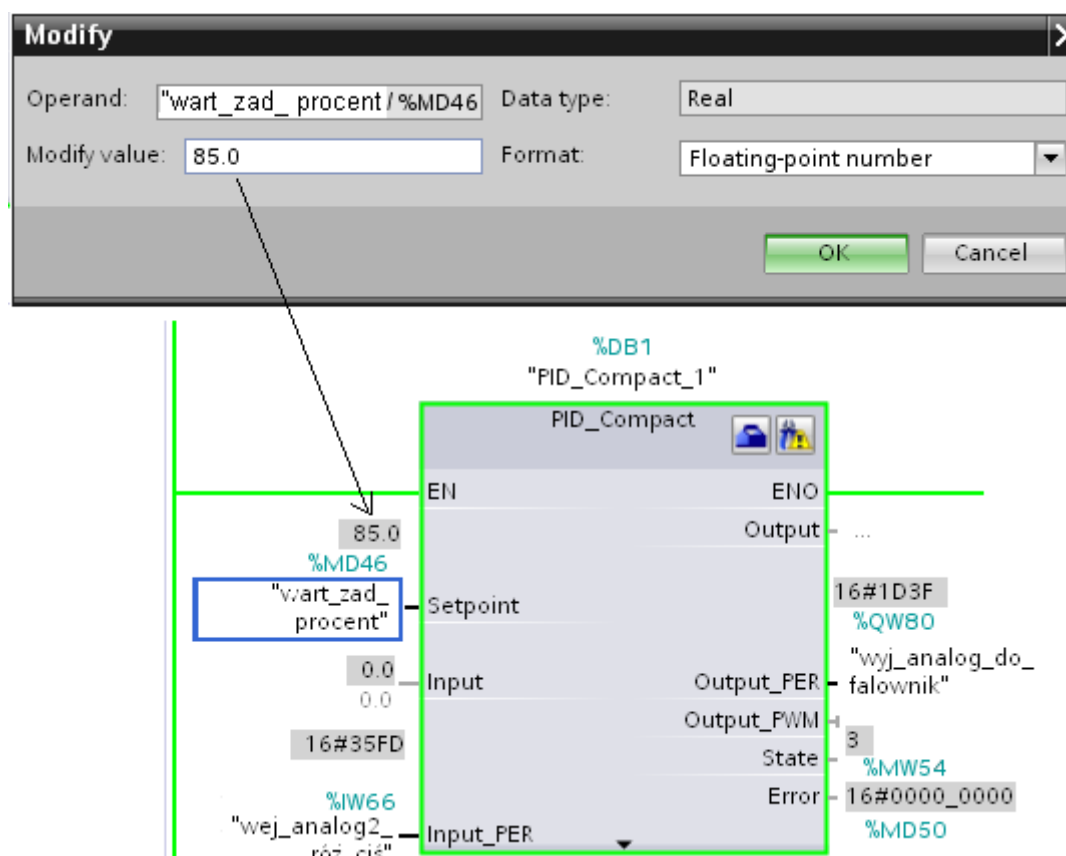 Modify
Operand: "wart_zad_ procent / %MD46 Data type: Real
Modify value: 85.0 Format: Floating-point number
OK Cancel
%DB1
"PID_Compact_1"
PID_Compact
EN ENO
85.0 Output ...
%MD46
"wart_zad_
procent" Setpoint
16#1D3F
%QW80
"wyj_analog_do_
falownik"
0.0 Input Output_PER
0.0
Output_PWM
16#35FD State 3
%MW54
Error 16#0000_0000
%MD50
%IW66
"wej_analog2_
róż_ciś" Input_PER